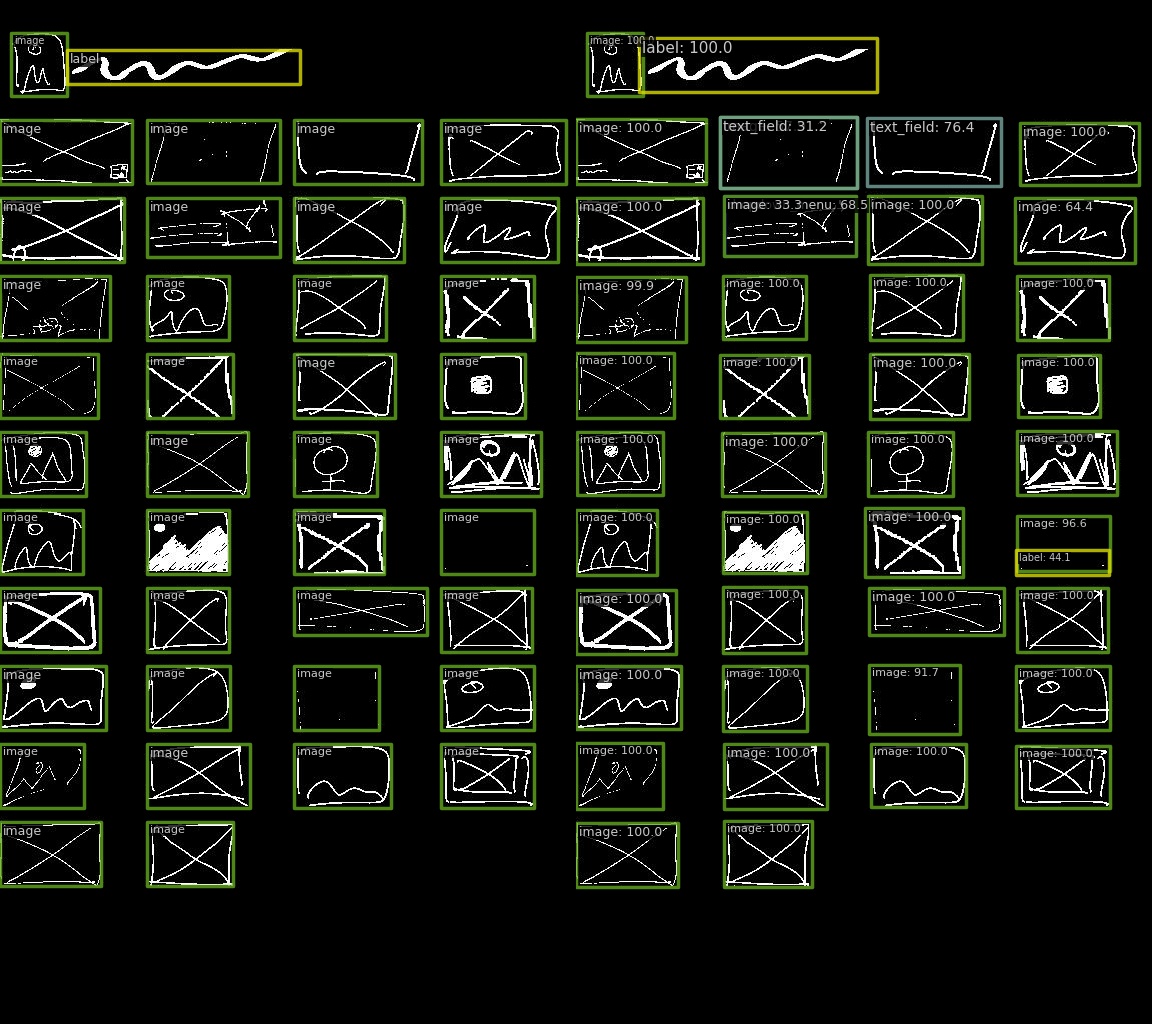 image label image: 100.0 label: 100.0
image image image image image: 100.0 text_field: 31.2 text_field: 76.4 image: 100.0
image image image image image: 100.0 image: 33.3 menu: 68.5 image: 100.0 image: 64.4
image image image image image: 99.9 image: 100.0 image: 100.0 image: 100.0
image image image image image: 100.0 image: 100.0 image: 100.0 image: 100.0
image image image image image: 100.0 image: 100.0 image: 100.0 image: 100.0
image image image image image: 100.0 image: 100.0 image: 100.0 image: 96.6
label: 44.1
image image image image image: 100.0 image: 100.0 image: 100.0 image: 100.0
image image image image image: 100.0 image: 100.0 image: 91.7 image: 100.0
image image image image image: 100.0 image: 100.0 image: 100.0 image: 100.0
image image image: 100.0 image: 100.0